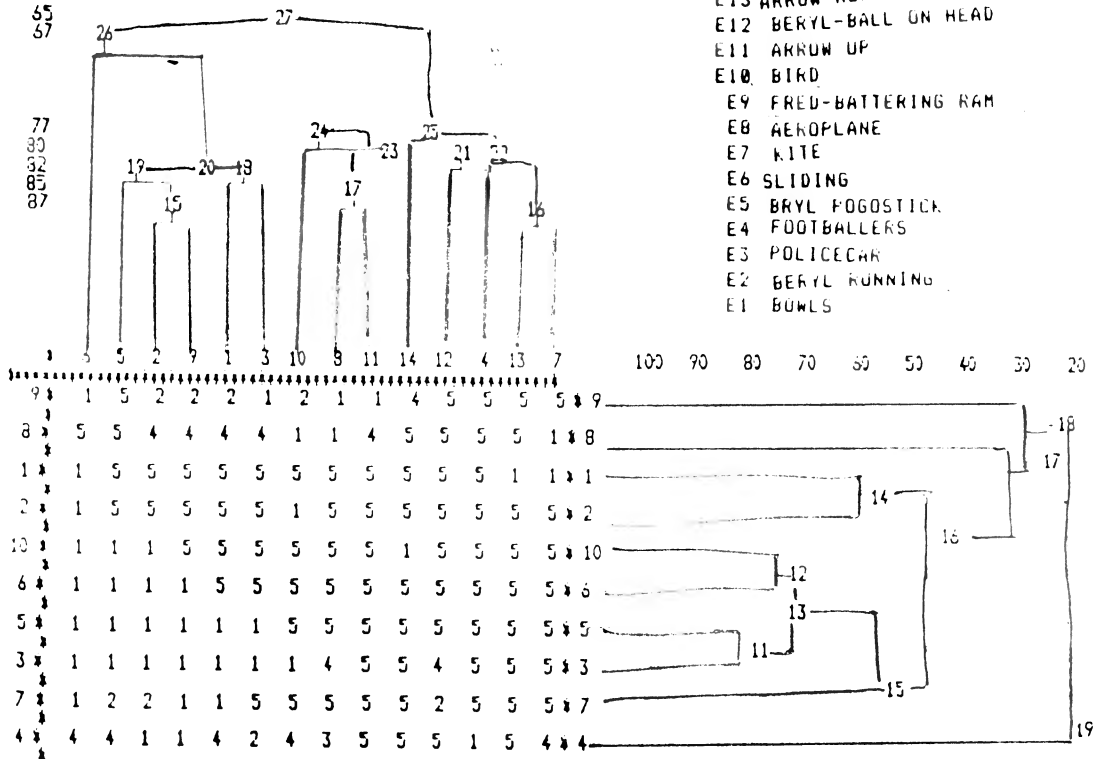 65
67
27
26
E13 ARROW
E12 BERYL-BALL ON HEAD
E11 ARROW UP
E10 BIRD
E9 FRED-BATTERING RAM
E8 AEROPLANE
E7 KITE
E6 SLIDING
E5 BRYL POGOSTICK
E4 FOOTBALLERS
E3 POLICECAR
E2 BERYL RUNNING
E1 BOWLS
77
80
82
85
87
24 25
23 21 22
19 20 18
17
15 16
6 5 2 9 1 3 10 8 11 14 12 4 13 7
100 90 80 70 60 50 40 30 20
9 * 1 5 2 2 2 1 2 1 1 4 5 5 5 5 * 9
8 * 5 5 4 4 4 4 1 1 4 5 5 5 5 1 * 8
1 * 1 5 5 5 5 5 5 5 5 5 5 5 1 1 * 1
2 * 1 5 5 5 5 5 1 5 5 5 5 5 5 5 * 2
10 * 1 1 1 5 5 5 5 5 5 1 5 5 5 5 * 10
6 * 1 1 1 1 5 5 5 5 5 5 5 5 5 5 * 6
5 * 1 1 1 1 1 1 5 5 5 5 5 5 5 5 * 5
3 * 1 1 1 1 1 1 1 4 5 5 4 5 5 5 * 3
7 * 1 2 2 1 1 5 5 5 5 5 2 5 5 5 * 7
4 * 4 4 1 1 4 2 4 3 5 5 5 1 5 4 * 4
18
17
14
16
12
13
11
15
19